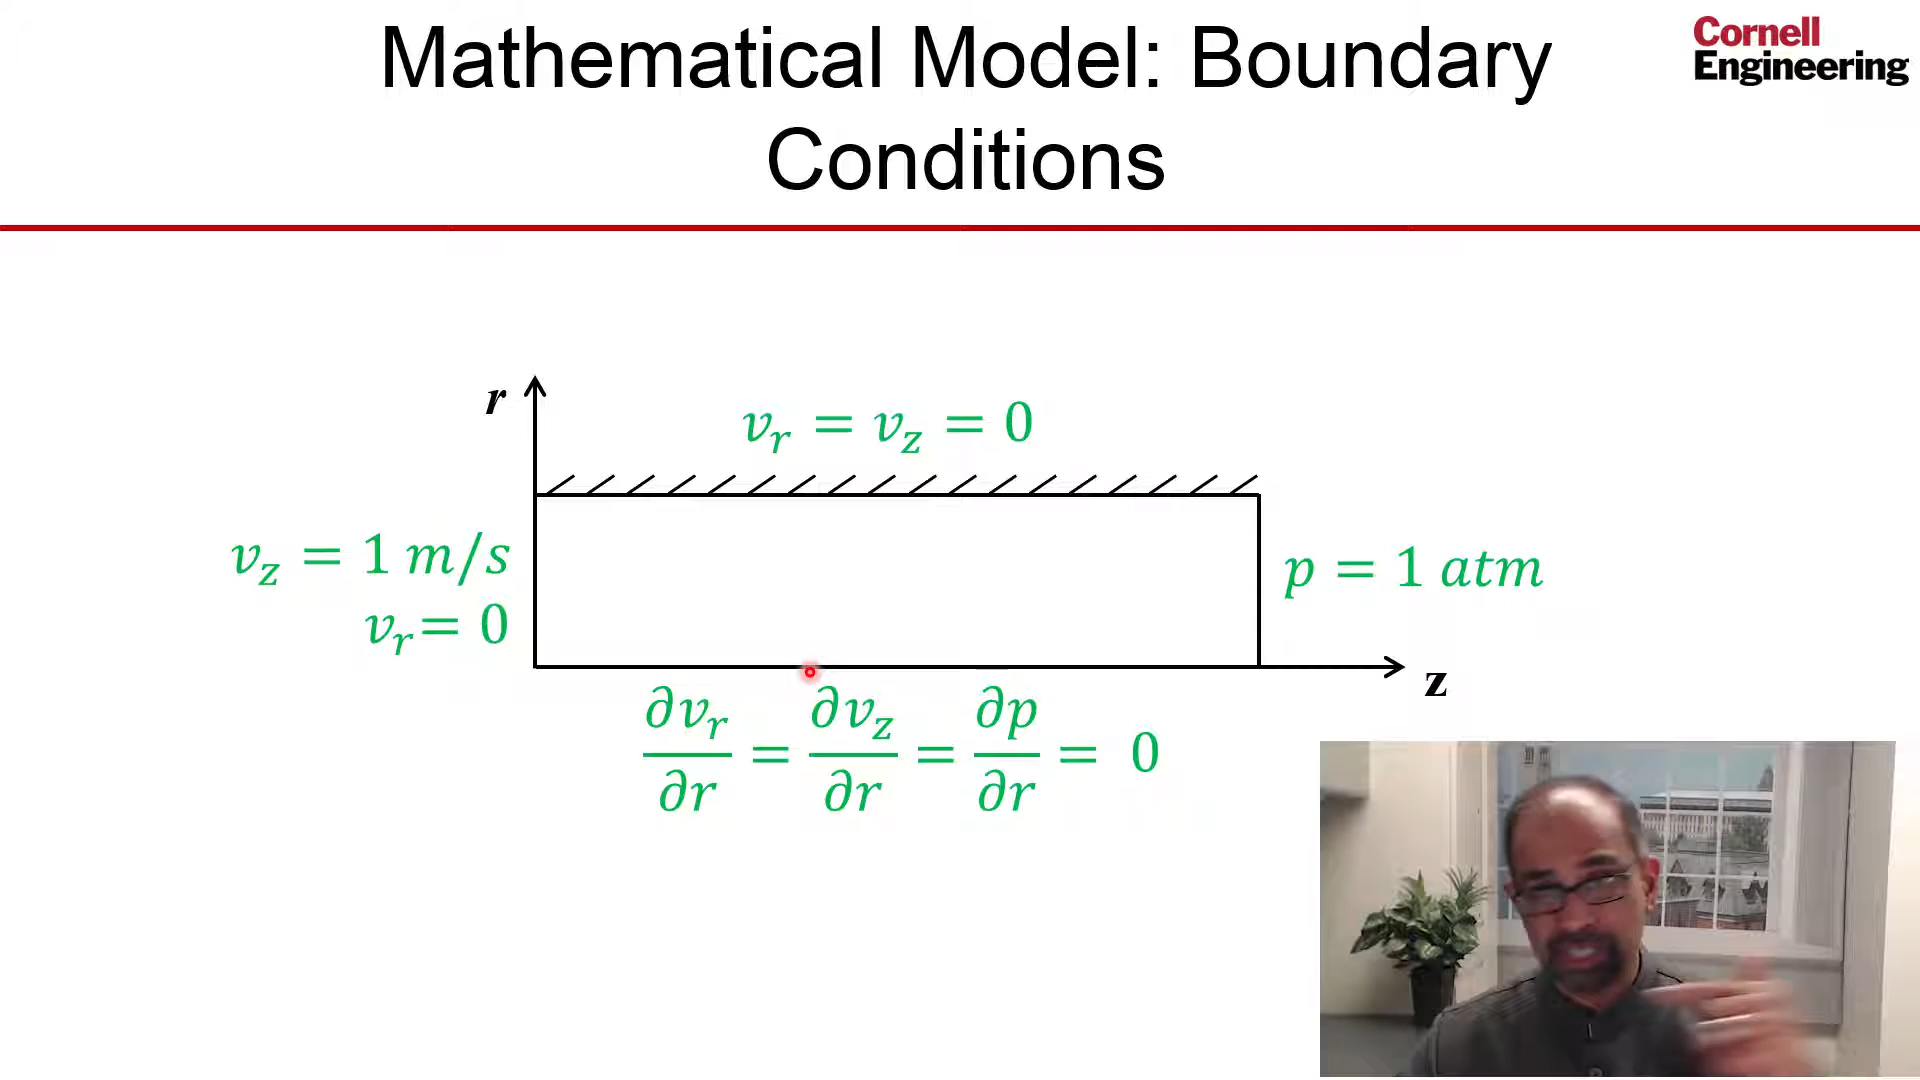 Mathematical Model: Boundary
Conditions
Cornell
Engineering
r
v_r = v_z = 0
v_z = 1 m/s
v_r = 0
p = 1 atm
z
∂v_r/∂r = ∂v_z/∂r = ∂p/∂r = 0